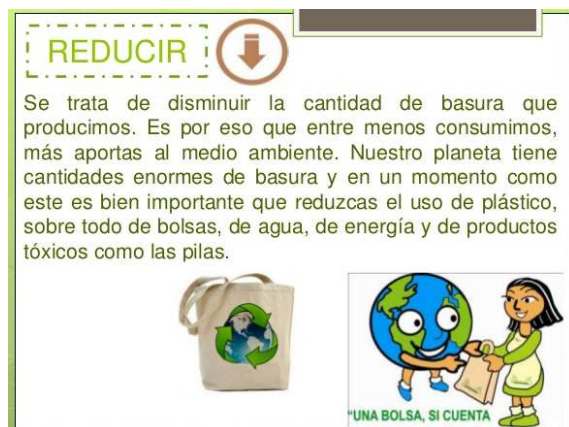 REDUCIR
Se trata de disminuir la cantidad de basura que
producimos. Es por eso que entre menos consumimos,
más aportas al medio ambiente. Nuestro planeta tiene
cantidades enormes de basura y en un momento como
este es bien importante que reduzcas el uso de plástico,
sobre todo de bolsas, de agua, de energía y de productos
tóxicos como las pilas.
"UNA BOLSA, SI CUENTA